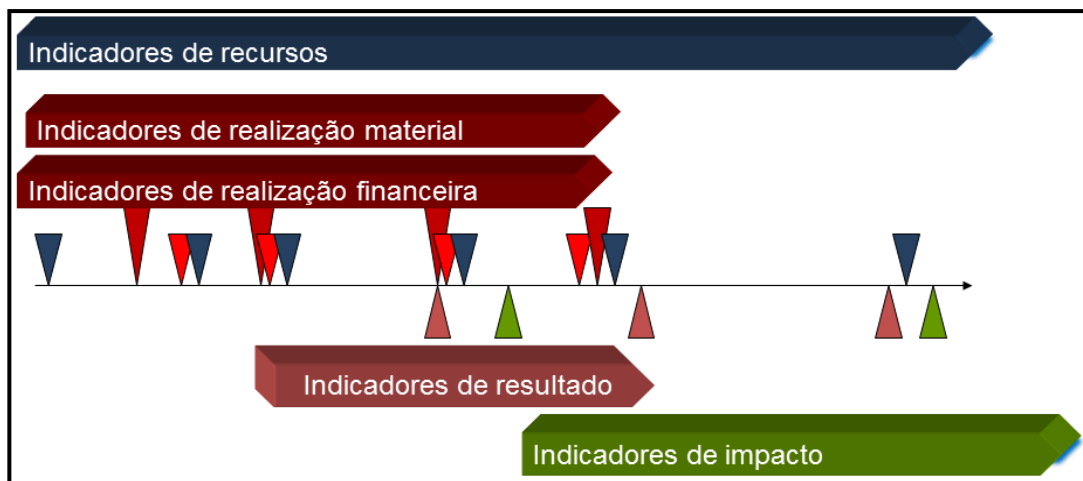 Indicadores de recursos
Indicadores de realização material
Indicadores de realização financeira
Indicadores de resultado
Indicadores de impacto